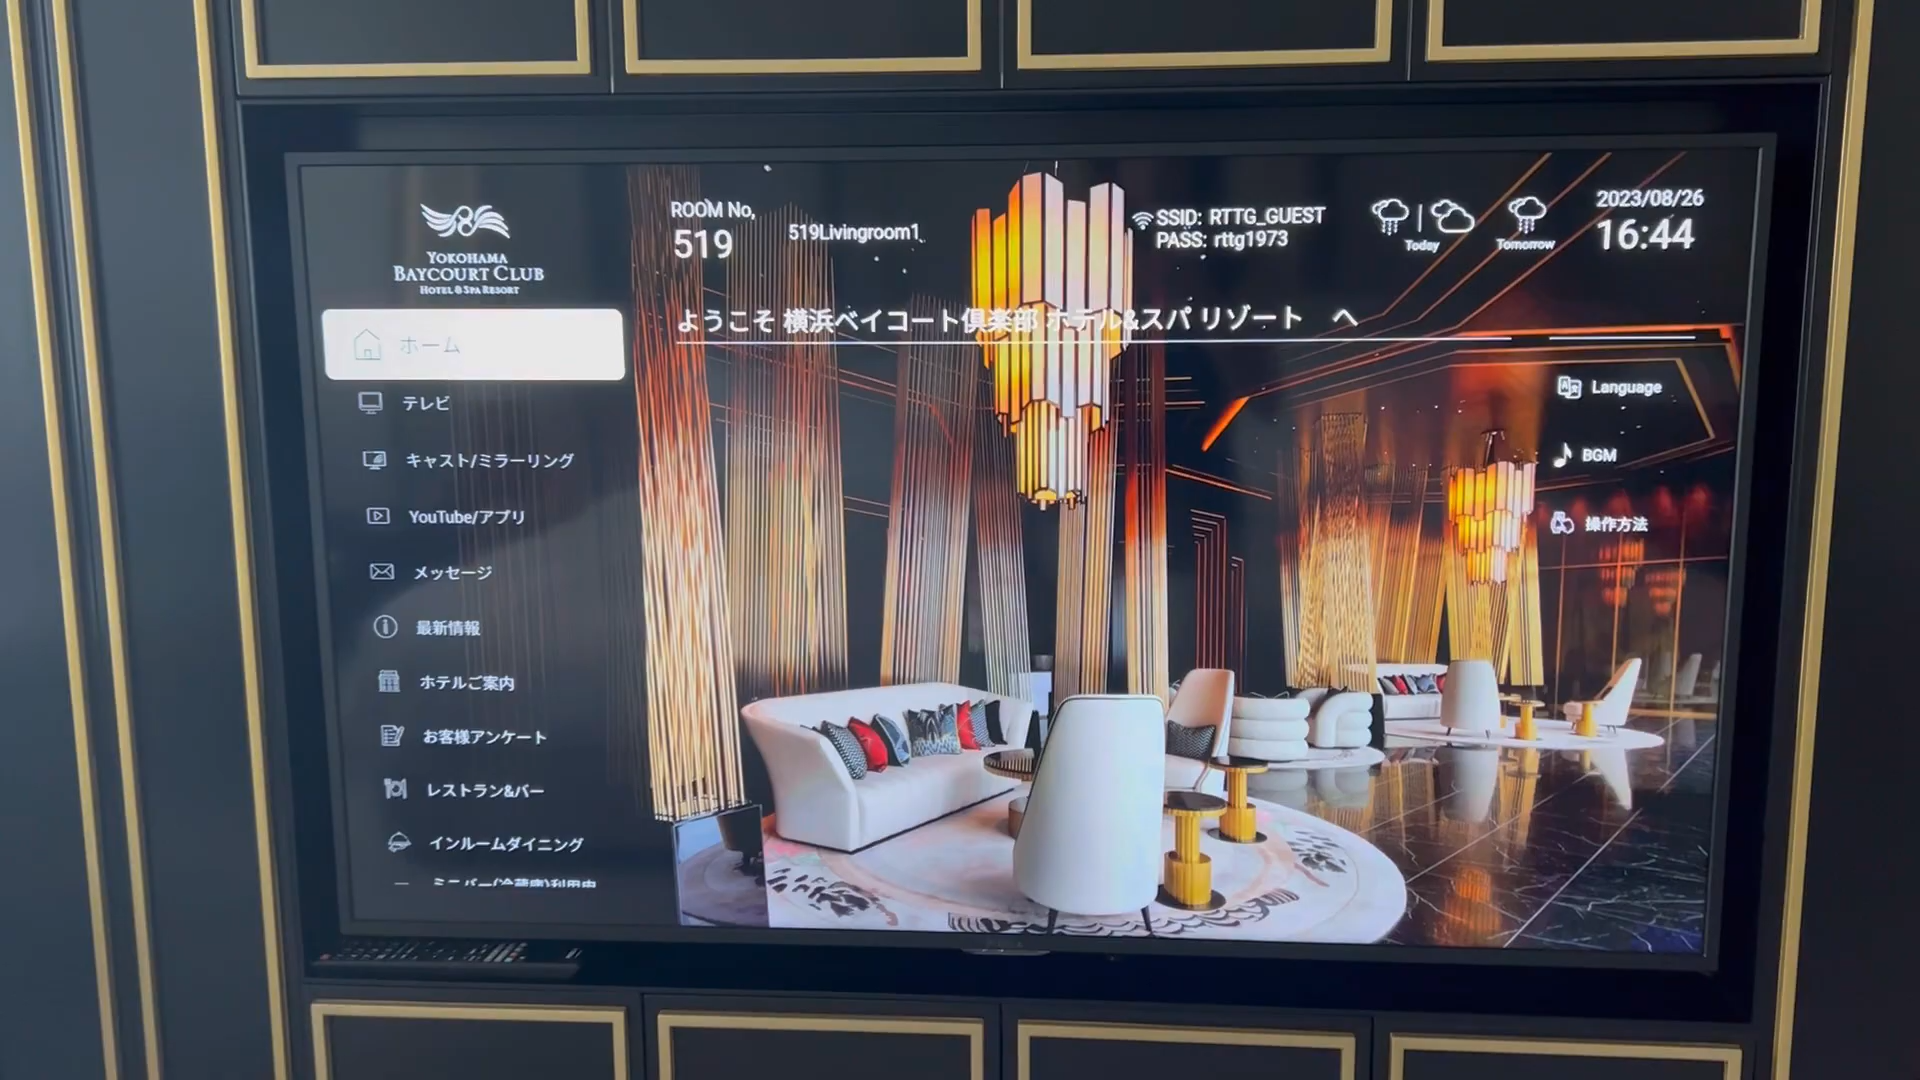 YOKOHAMA
BAYCOURT CLUB
HOTEL & SPA RESORT
ROOM No,
519
519Livingroom1
SSID: RTTG_GUEST
PASS: rttg1973
Today
Tomorrow
2023/08/26
16:44
ようこそ 横浜ベイコート倶楽部 ホテル&スパ リゾート へ
ホーム
テレビ
キャスト/ミラーリング
YouTube/アプリ
メッセージ
最新情報
ホテルご案内
お客様アンケート
レストラン&バー
インルームダイニング
Language
BGM
操作方法